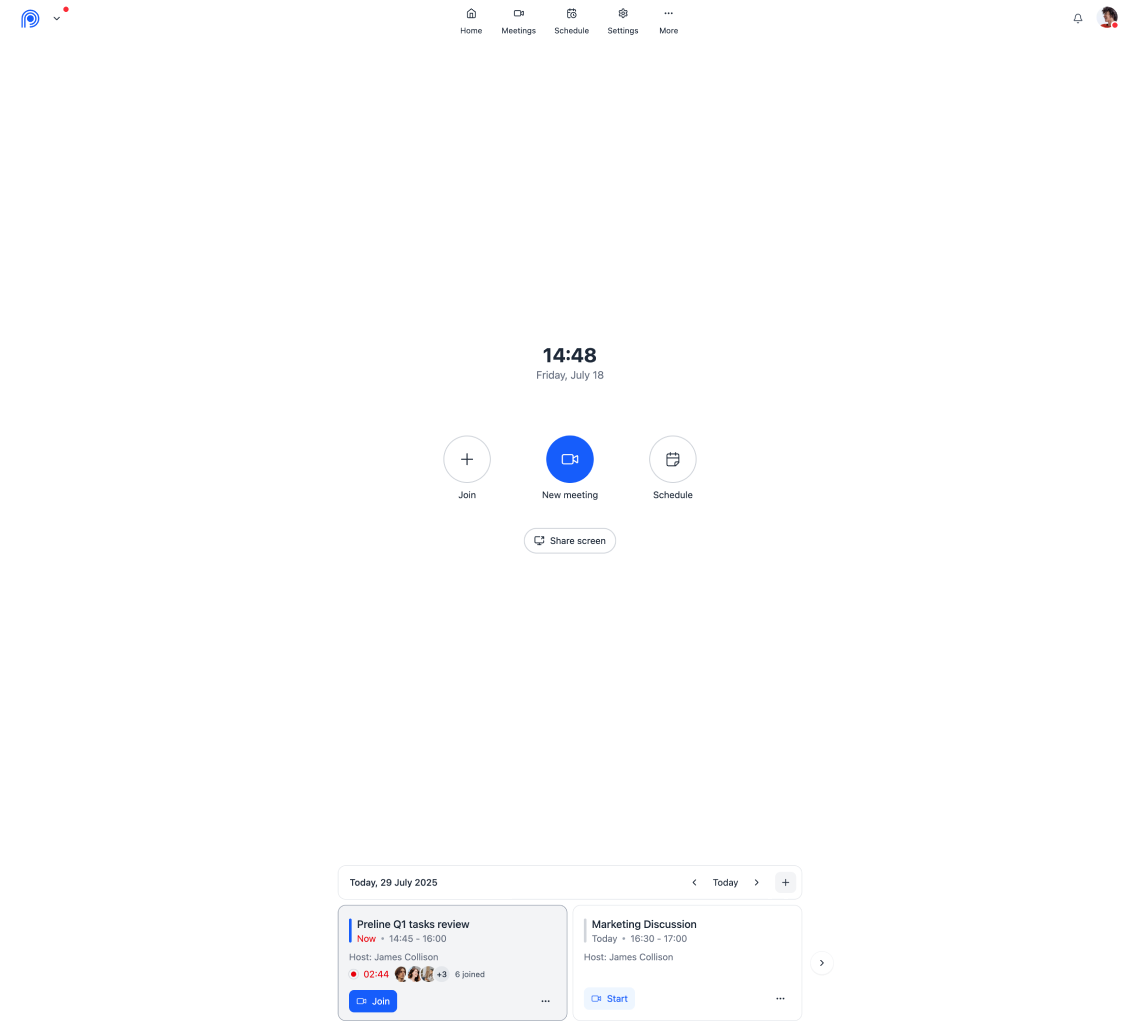 Home
Meetings
Schedule
Settings
More
14:48
Friday, July 18
Join
New meeting
Schedule
Share screen
Today, 29 July 2025
Today
Preline Q1 tasks review
Now • 14:45 - 16:00
Host: James Collison
02:44 +3 6 joined
Join
Marketing Discussion
Today • 16:30 - 17:00
Host: James Collison
Start